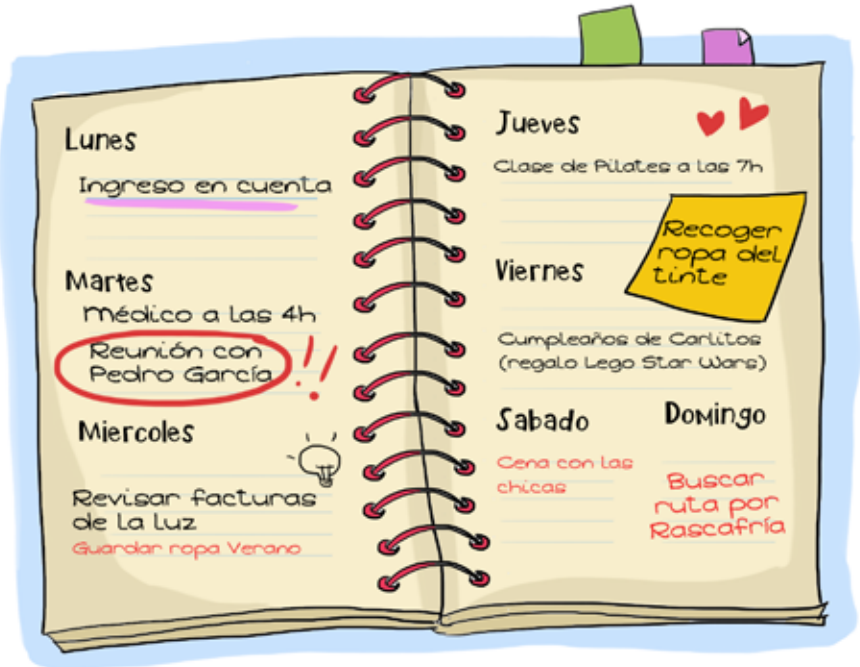 Lunes
Ingreso en cuenta
Martes
Médico a las 4h
Reunión con
Pedro García
!!
Miercoles
Revisar facturas
de la luz
Guardar ropa Verano
Jueves
Clase de Pilates a las 7h
Recoger
ropa del
tinte
Viernes
Cumpleaños de Carlitos
(regalo Lego Star Wars)
Sabado
Cena con las
chicas
Domingo
Buscar
ruta por
Rascafría